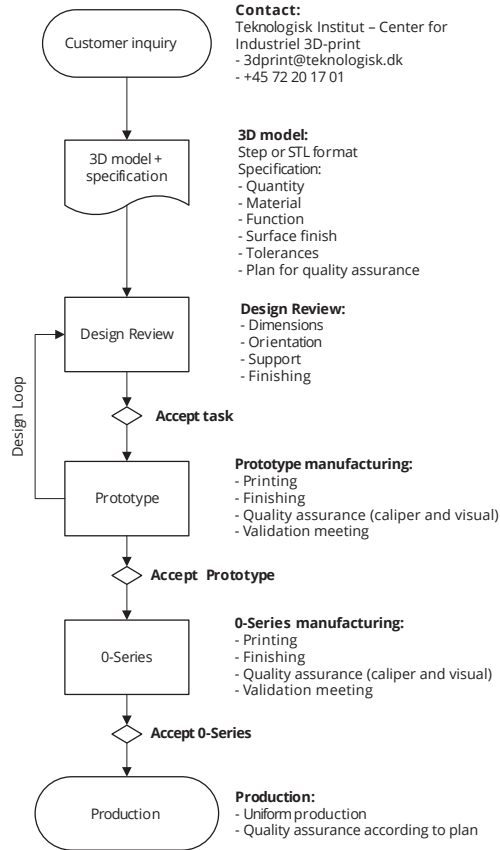 Contact:
Teknologisk Institut – Center for
Industriel 3D-print
- 3dprint@teknologisk.dk
- +45 72 20 17 01
Customer inquiry
3D model:
Step or STL format
Specification:
- Quantity
- Material
- Function
- Surface finish
- Tolerances
- Plan for quality assurance
3D model +
specification
Design Review:
- Dimensions
- Orientation
- Support
- Finishing
Design Review
Design Loop
Accept task
Prototype manufacturing:
- Printing
- Finishing
- Quality assurance (caliper and visual)
- Validation meeting
Prototype
Accept Prototype
0-Series manufacturing:
- Printing
- Finishing
- Quality assurance (caliper and visual)
- Validation meeting
0-Series
Accept 0-Series
Production:
- Uniform production
- Quality assurance according to plan
Production